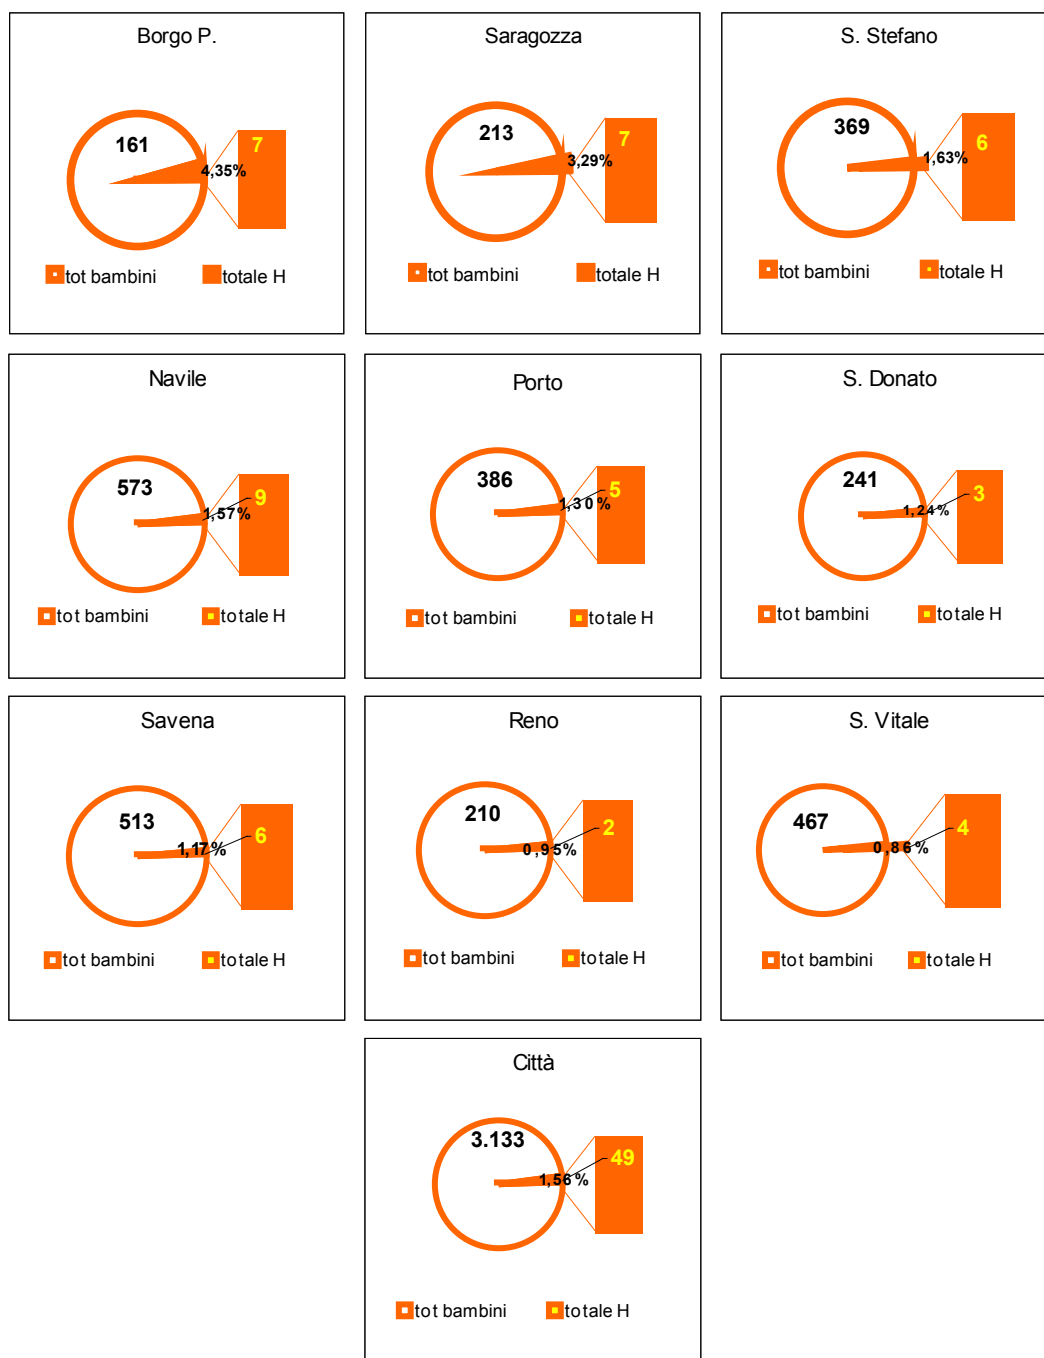 Borgo P.
161
7
4,35%
tot bambini totale H
Saragozza
213
7
3,29%
tot bambini totale H
S. Stefano
369
6
1,63%
tot bambini totale H
Navile
573
9
1,57%
tot bambini totale H
Porto
386
5
1,30%
tot bambini totale H
S. Donato
241
3
1,24%
tot bambini totale H
Savena
513
6
1,17%
tot bambini totale H
Reno
210
2
0,95%
tot bambini totale H
S. Vitale
467
4
0,86%
tot bambini totale H
Città
3.133
49
1,56%
tot bambini totale H